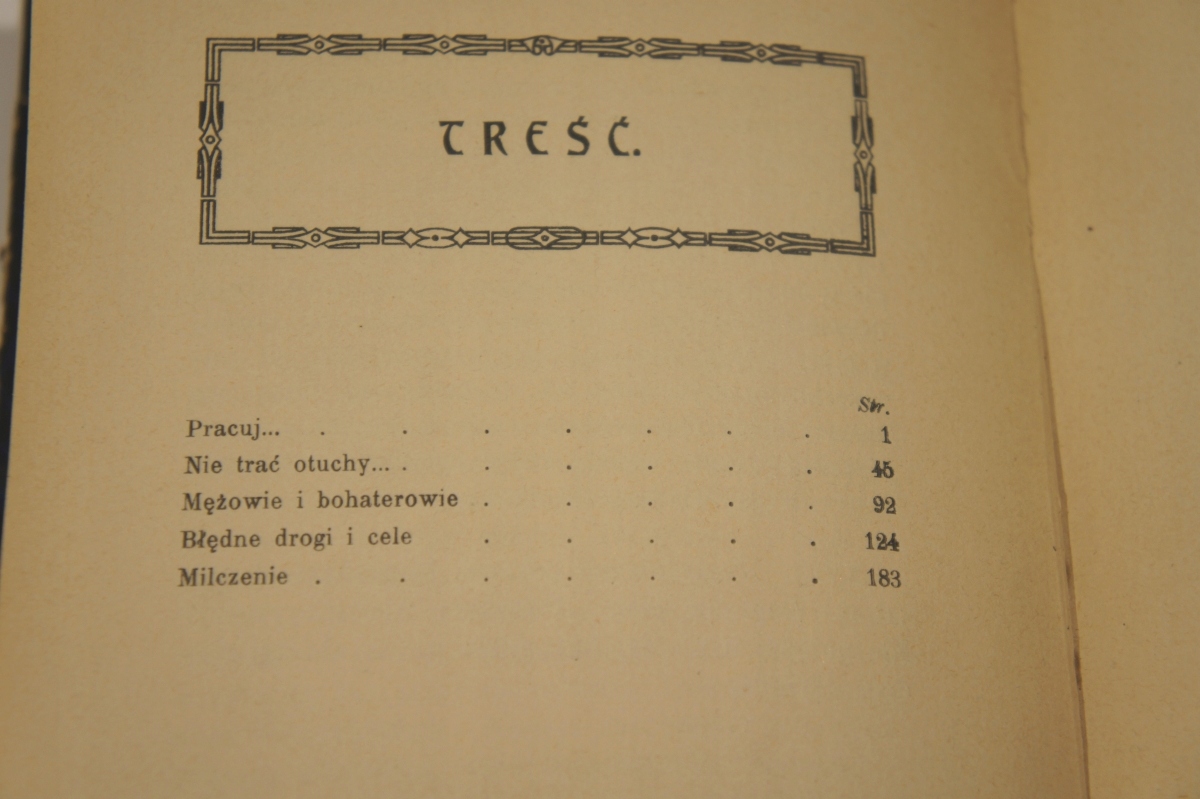 TREŚĆ.
Str.
Pracuj... . . . . . . . 1
Nie trać otuchy... . . . . . . 45
Mężowie i bohaterowie . . . . . 92
Błędne drogi i cele . . . . . 124
Milczenie . . . . . . . 183